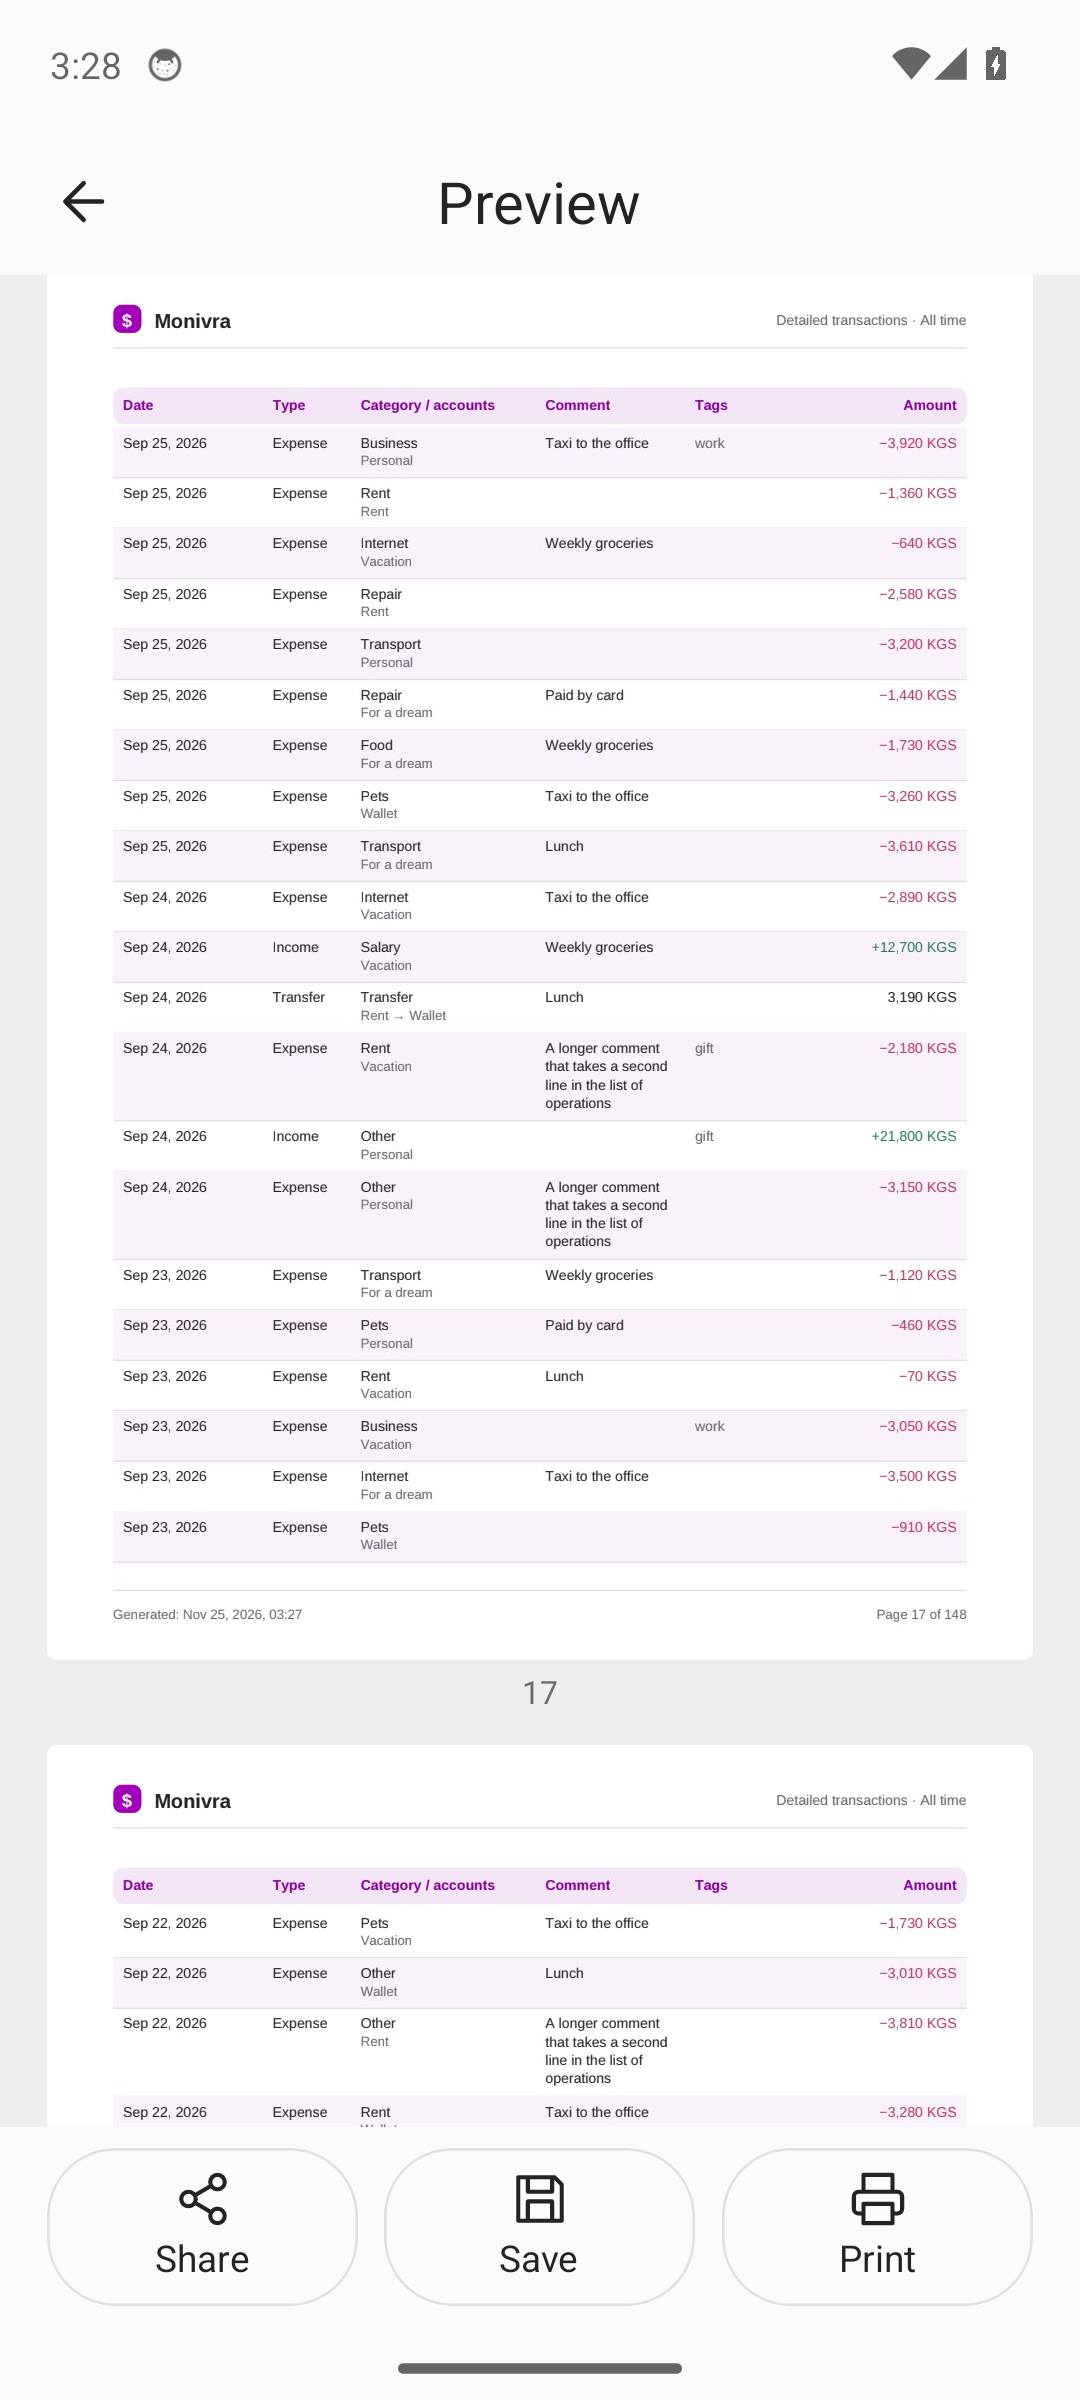 3:28
Preview
$ Monivra Detailed transactions · All time
Date Type Category / accounts Comment Tags Amount
Sep 25, 2026 Expense Business Taxi to the office work −3,920 KGS
Personal
Sep 25, 2026 Expense Rent −1,360 KGS
Rent
Sep 25, 2026 Expense Internet Weekly groceries −640 KGS
Vacation
Sep 25, 2026 Expense Repair −2,580 KGS
Rent
Sep 25, 2026 Expense Transport −3,200 KGS
Personal
Sep 25, 2026 Expense Repair Paid by card −1,440 KGS
For a dream
Sep 25, 2026 Expense Food Weekly groceries −1,730 KGS
For a dream
Sep 25, 2026 Expense Pets Taxi to the office −3,260 KGS
Wallet
Sep 25, 2026 Expense Transport Lunch −3,610 KGS
For a dream
Sep 24, 2026 Expense Internet Taxi to the office −2,890 KGS
Vacation
Sep 24, 2026 Income Salary Weekly groceries +12,700 KGS
Vacation
Sep 24, 2026 Transfer Transfer Lunch 3,190 KGS
Rent → Wallet
Sep 24, 2026 Expense Rent A longer comment gift −2,180 KGS
Vacation that takes a second
line in the list of
operations
Sep 24, 2026 Income Other gift +21,800 KGS
Personal
Sep 24, 2026 Expense Other A longer comment −3,150 KGS
Personal that takes a second
line in the list of
operations
Sep 23, 2026 Expense Transport Weekly groceries −1,120 KGS
For a dream
Sep 23, 2026 Expense Pets Paid by card −460 KGS
Personal
Sep 23, 2026 Expense Rent Lunch −70 KGS
Vacation
Sep 23, 2026 Expense Business work −3,050 KGS
Vacation
Sep 23, 2026 Expense Internet Taxi to the office −3,500 KGS
For a dream
Sep 23, 2026 Expense Pets −910 KGS
Wallet
Generated: Nov 25, 2026, 03:27 Page 17 of 148
17
$ Monivra Detailed transactions · All time
Date Type Category / accounts Comment Tags Amount
Sep 22, 2026 Expense Pets Taxi to the office −1,730 KGS
Vacation
Sep 22, 2026 Expense Other Lunch −3,010 KGS
Wallet
Sep 22, 2026 Expense Other A longer comment −3,810 KGS
Rent that takes a second
line in the list of
operations
Sep 22, 2026 Expense Rent Taxi to the office −3,280 KGS
Share Save Print